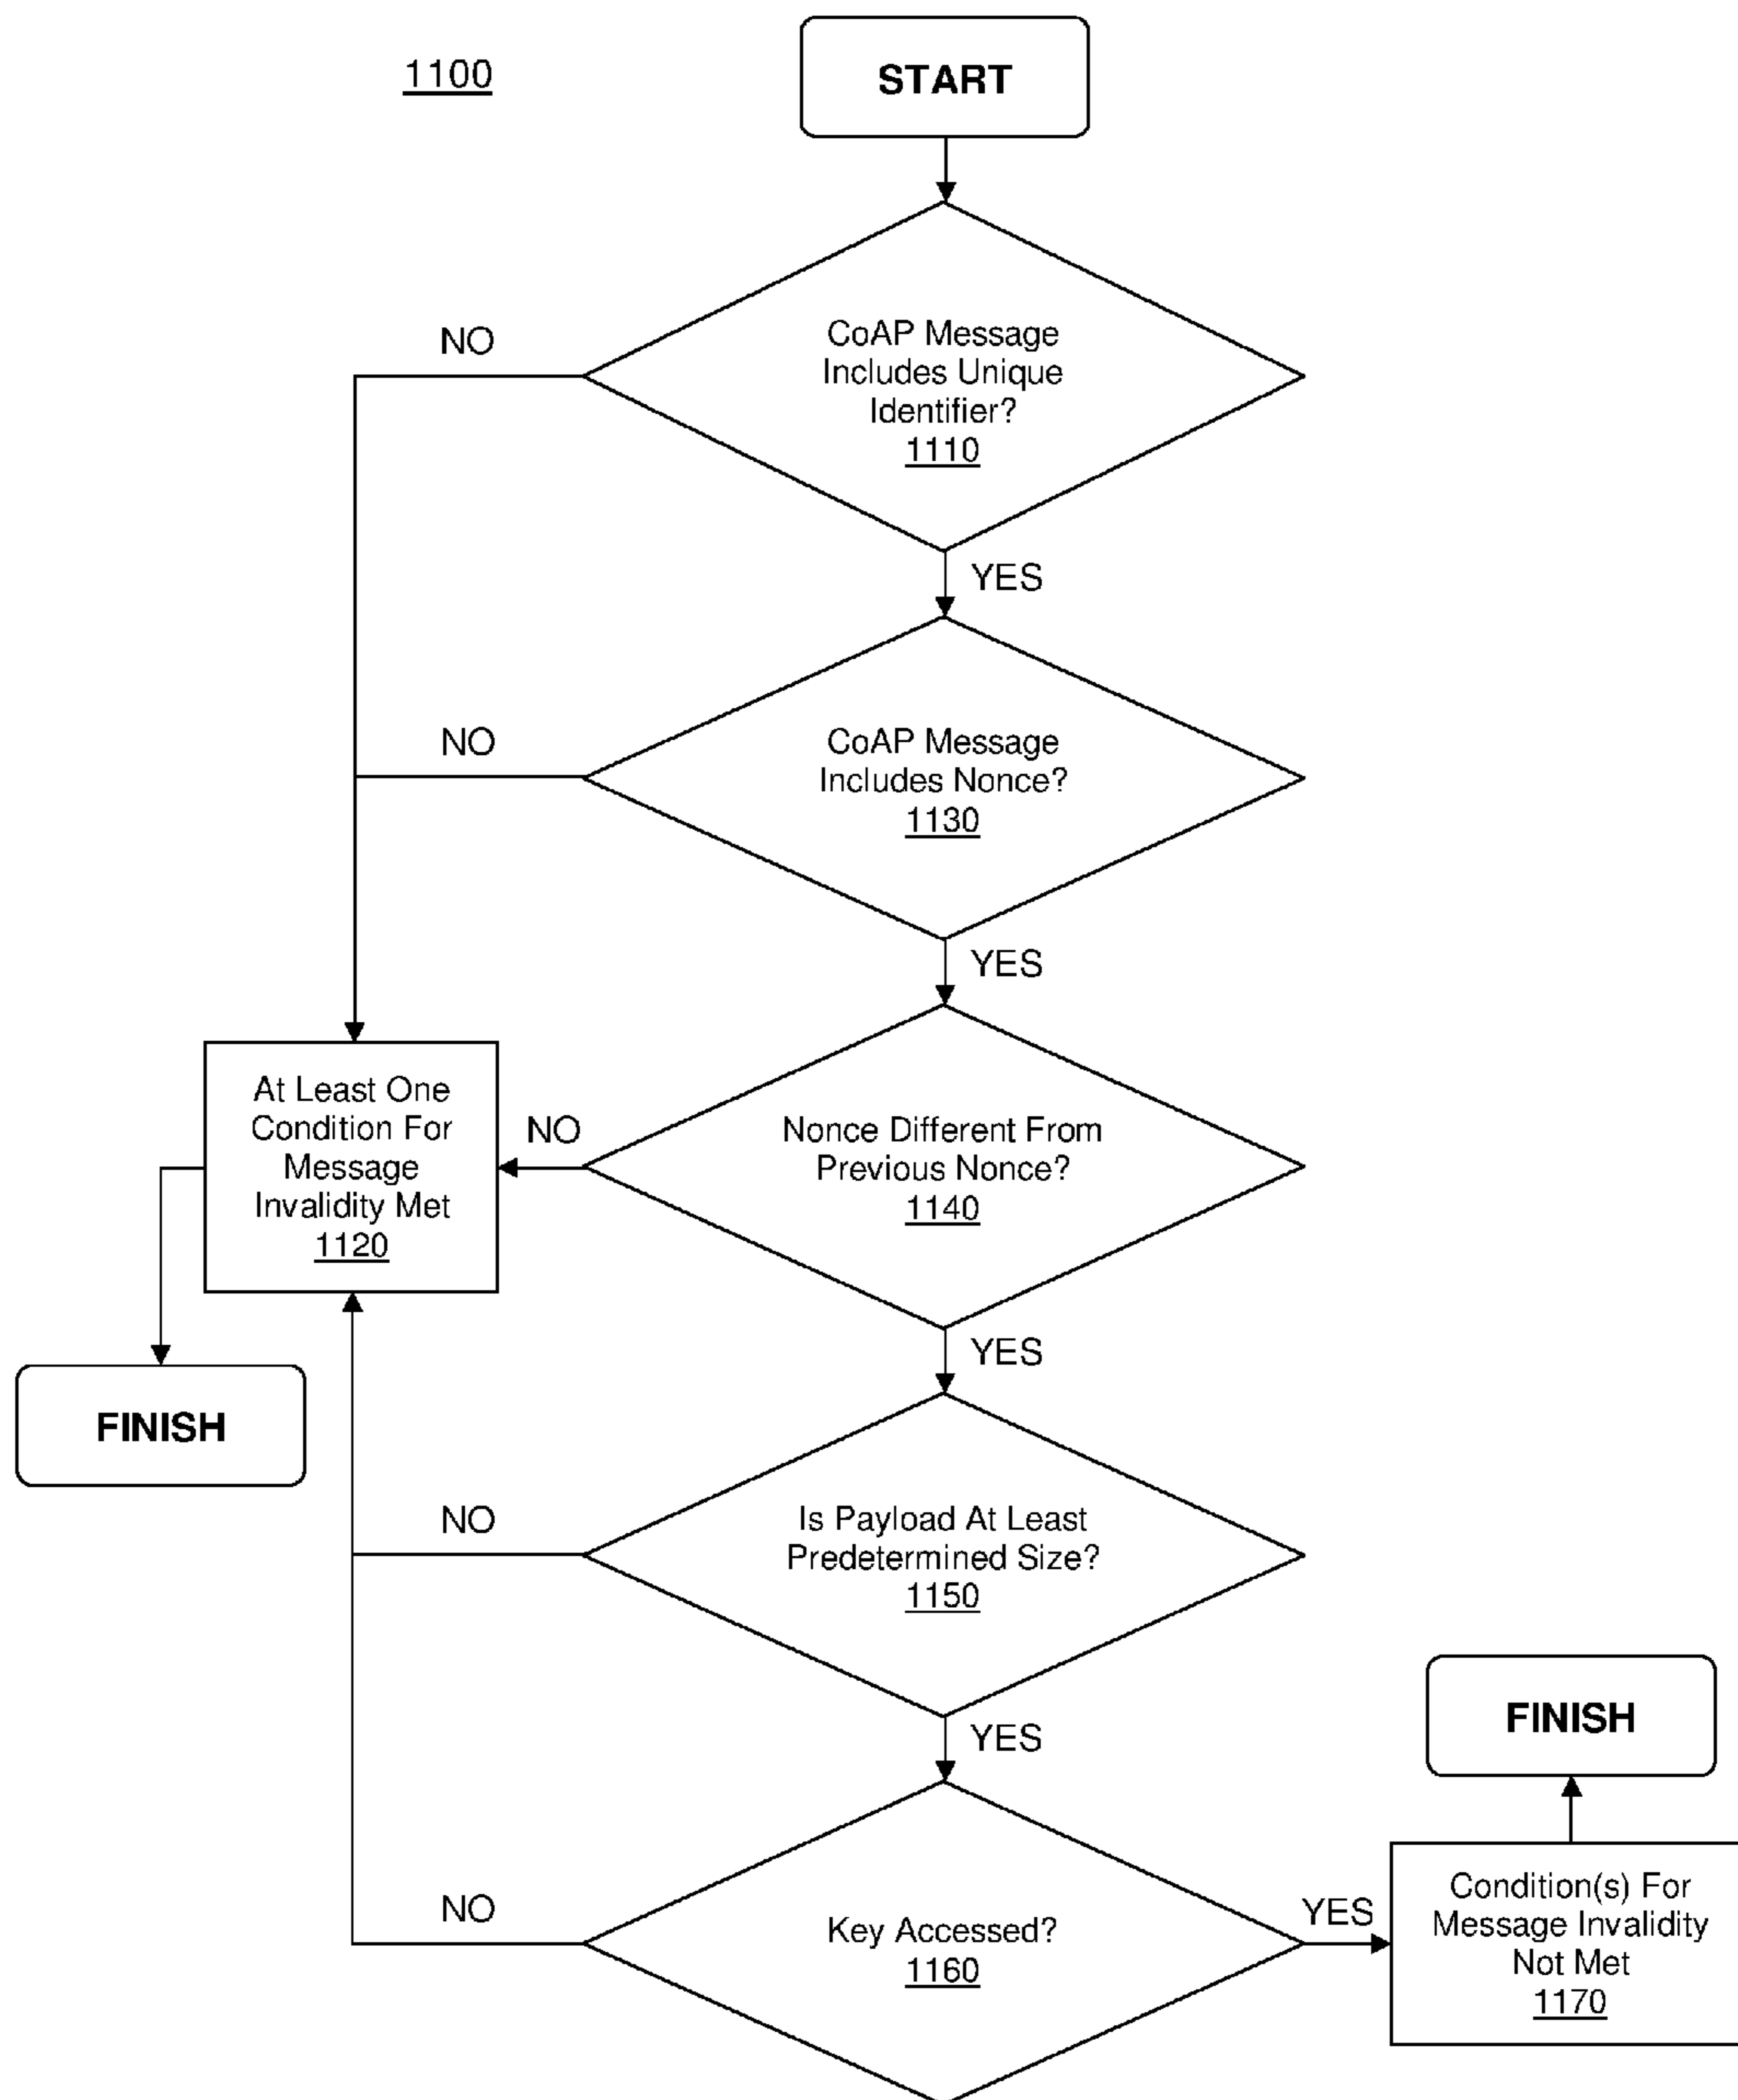 1100
START
CoAP Message
Includes Unique
Identifier?
1110
NO
YES
CoAP Message
Includes Nonce?
1130
NO
YES
Nonce Different From
Previous Nonce?
1140
NO
At Least One
Condition For
Message
Invalidity Met
1120
FINISH
YES
Is Payload At Least
Predetermined Size?
1150
NO
YES
Key Accessed?
1160
NO
YES
Condition(s) For
Message Invalidity
Not Met
1170
FINISH